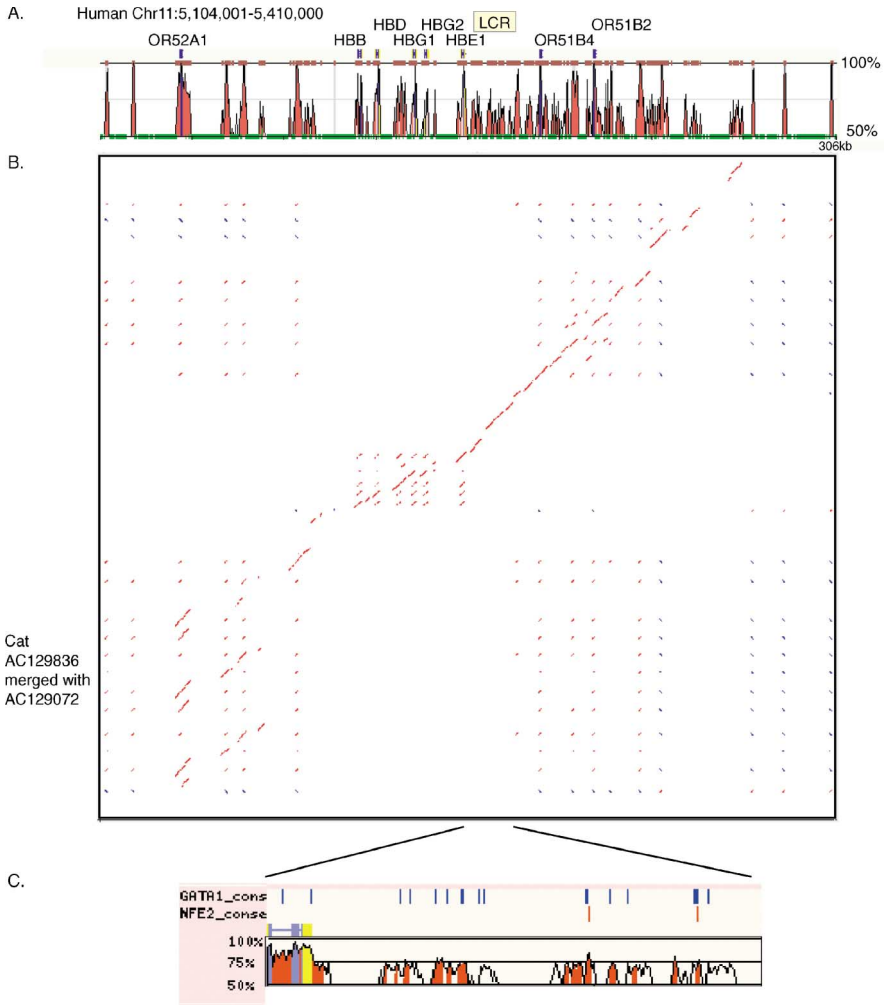 A.
Human Chr11:5,104,001-5,410,000
HBD HBG2 LCR OR51B2
OR52A1 HBB HBG1 HBE1 OR51B4
100%
50%
306kb
B.
Cat
AC129836
merged with
AC129072
C.
GATA1_cons
NFE2_conse
100%
75%
50%